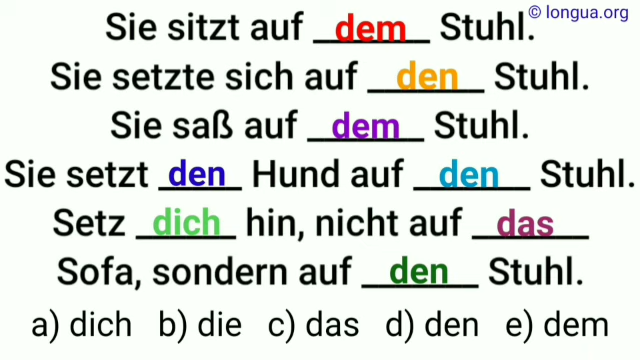 © longua.org
Sie sitzt auf dem Stuhl.
Sie setzte sich auf den Stuhl.
Sie saß auf dem Stuhl.
Sie setzt den Hund auf den Stuhl.
Setz dich hin, nicht auf das
Sofa, sondern auf den Stuhl.
a) dich b) die c) das d) den e) dem